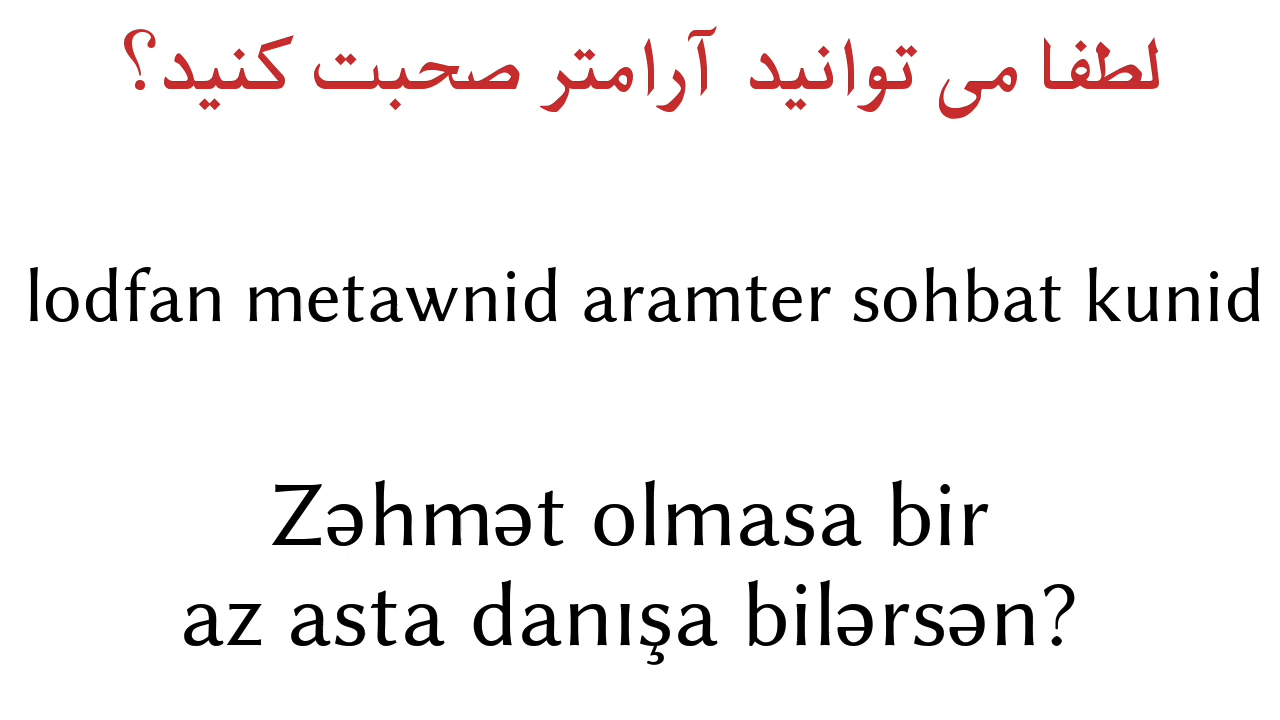 لطفا می توانید آرامتر صحبت کنید؟
lodfan metawnid aramter sohbat kunid
Zəhmət olmasa bir
az asta danışa bilərsən?